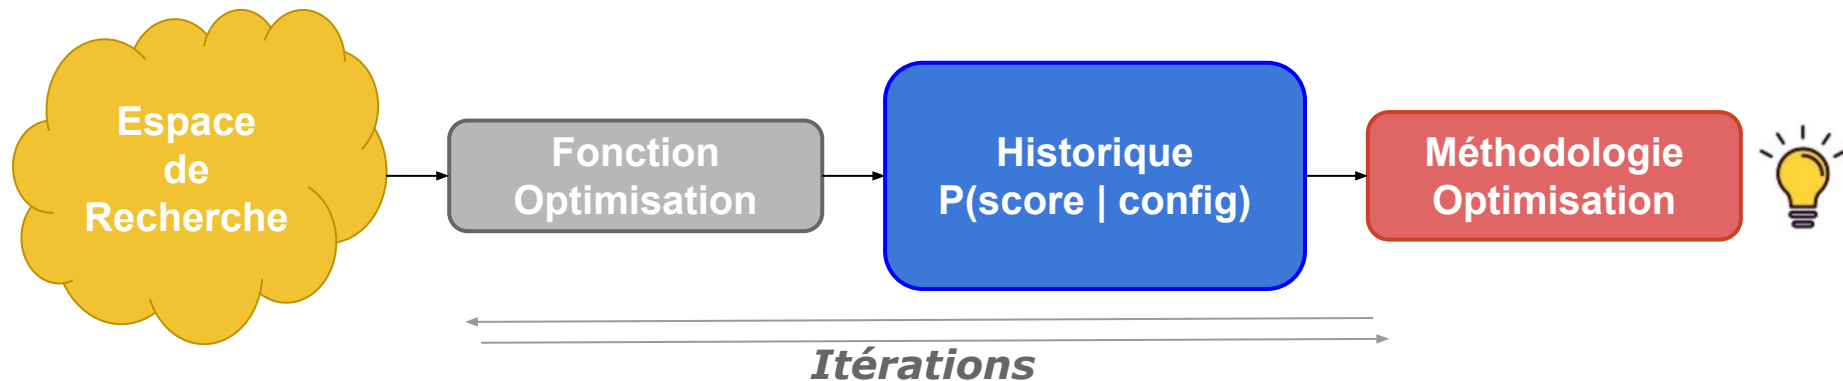 Espace
de
Recherche
Fonction
Optimisation
Historique
P(score | config)
Méthodologie
Optimisation
Itérations